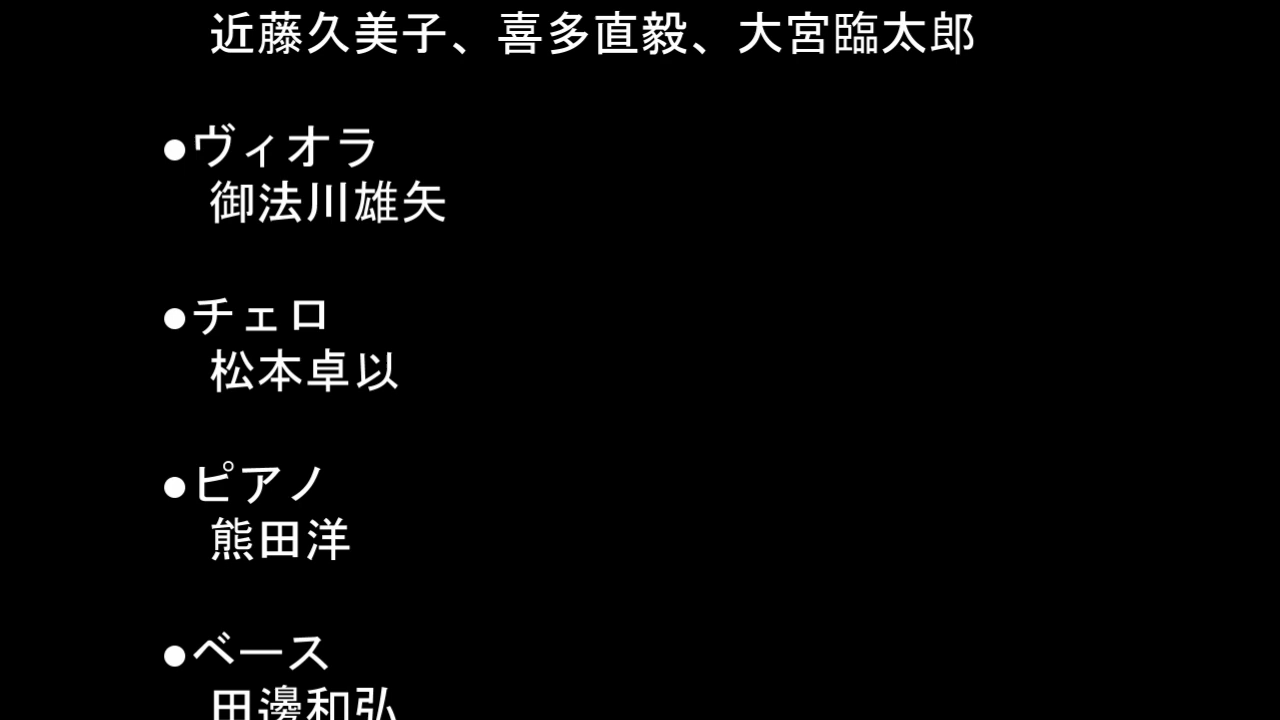 近藤久美子、喜多直毅、大宮臨太郎
●ヴィオラ
御法川雄矢
●チェロ
松本卓以
●ピアノ
熊田洋
●ベース
田邊和弘